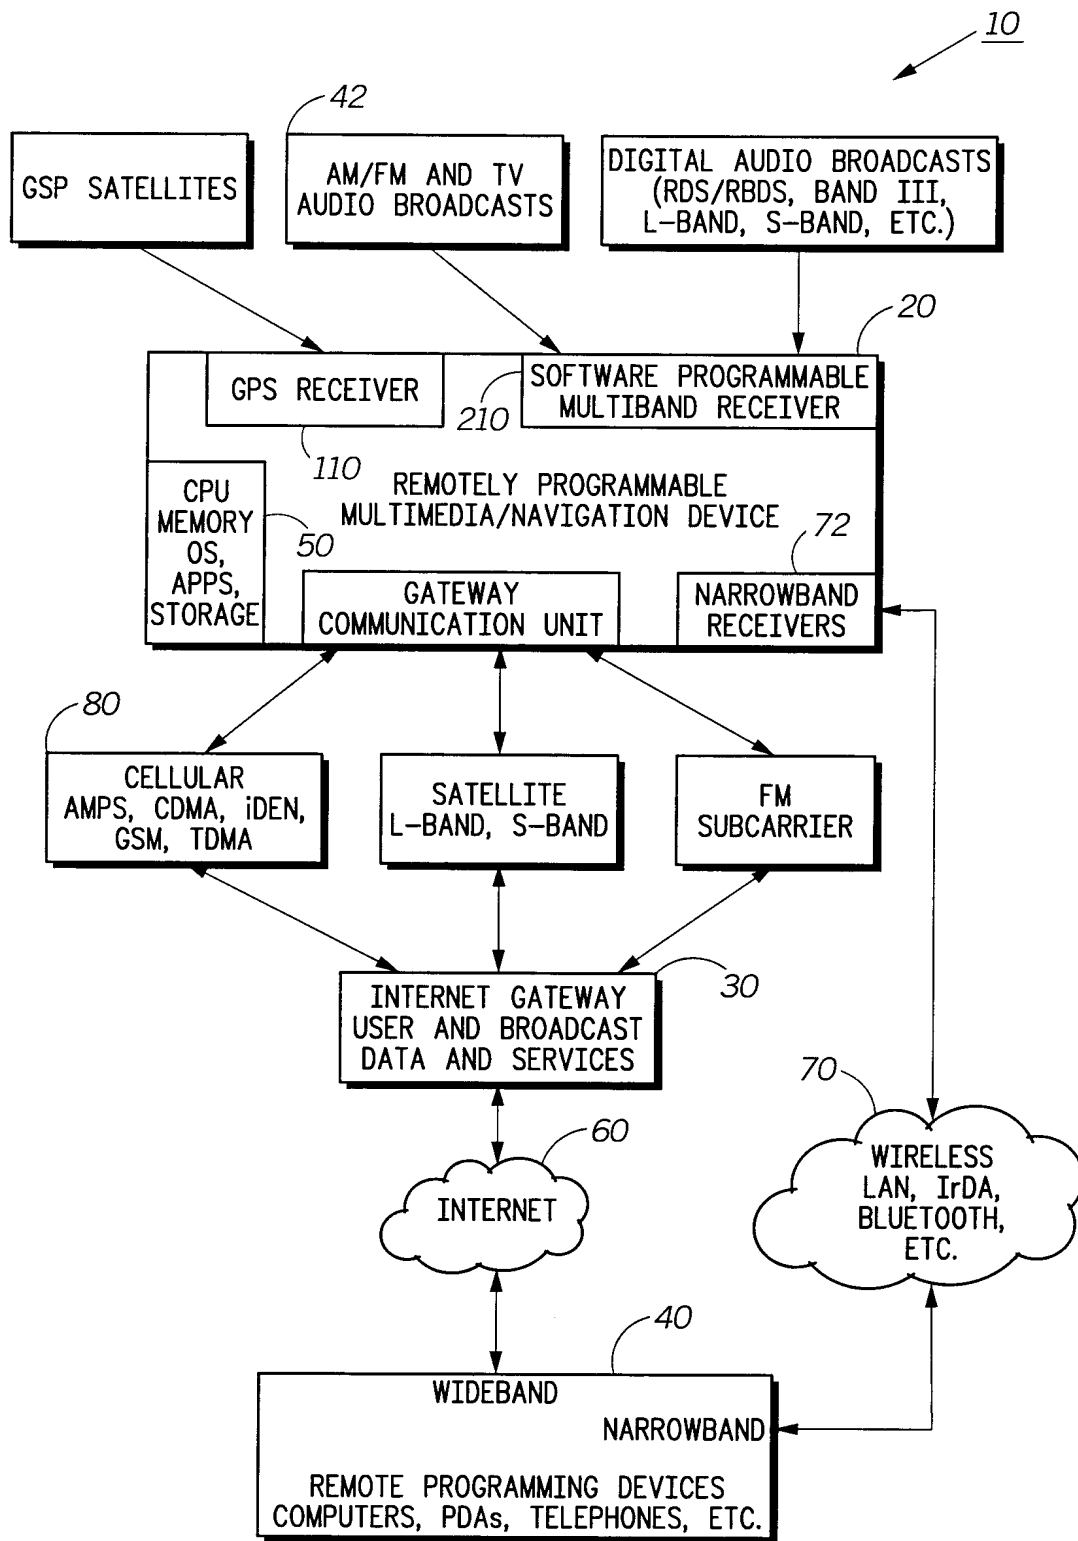 10
42
GSP SATELLITES
AM/FM AND TV
AUDIO BROADCASTS
DIGITAL AUDIO BROADCASTS
(RDS/RBDS, BAND III,
L-BAND, S-BAND, ETC.)
20
GPS RECEIVER
210
SOFTWARE PROGRAMMABLE
MULTIBAND RECEIVER
110
REMOTELY PROGRAMMABLE
MULTIMEDIA/NAVIGATION DEVICE
CPU
MEMORY
OS,
APPS,
STORAGE
50
72
GATEWAY
COMMUNICATION UNIT
NARROWBAND
RECEIVERS
80
CELLULAR
AMPS, CDMA, iDEN,
GSM, TDMA
SATELLITE
L-BAND, S-BAND
FM
SUBCARRIER
30
INTERNET GATEWAY
USER AND BROADCAST
DATA AND SERVICES
60
INTERNET
70
WIRELESS
LAN, IrDA,
BLUETOOTH,
ETC.
40
WIDEBAND
NARROWBAND
REMOTE PROGRAMMING DEVICES
COMPUTERS, PDAs, TELEPHONES, ETC.